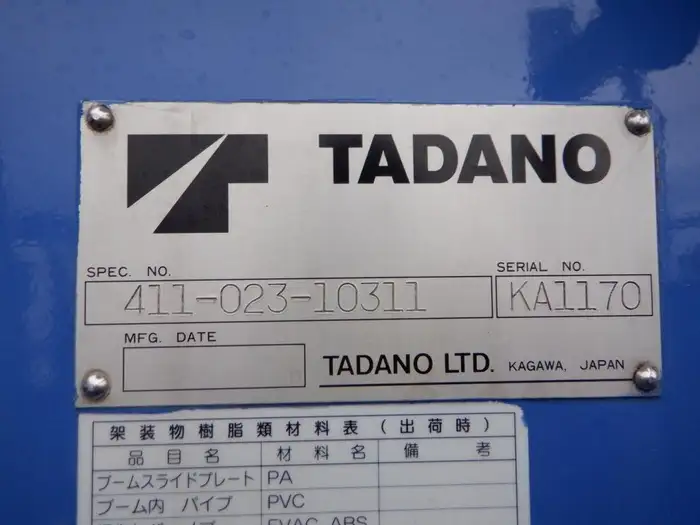 TADANO
SPEC. NO.
SERIAL NO.
411-023-10311
KA1170
MFG. DATE
TADANO LTD. KAGAWA, JAPAN
架装物樹脂類材料表(出荷時)
品目名 材料名 備考
ブームスライドプレート PA
ブーム内 パイプ PVC
EVAC, ABS